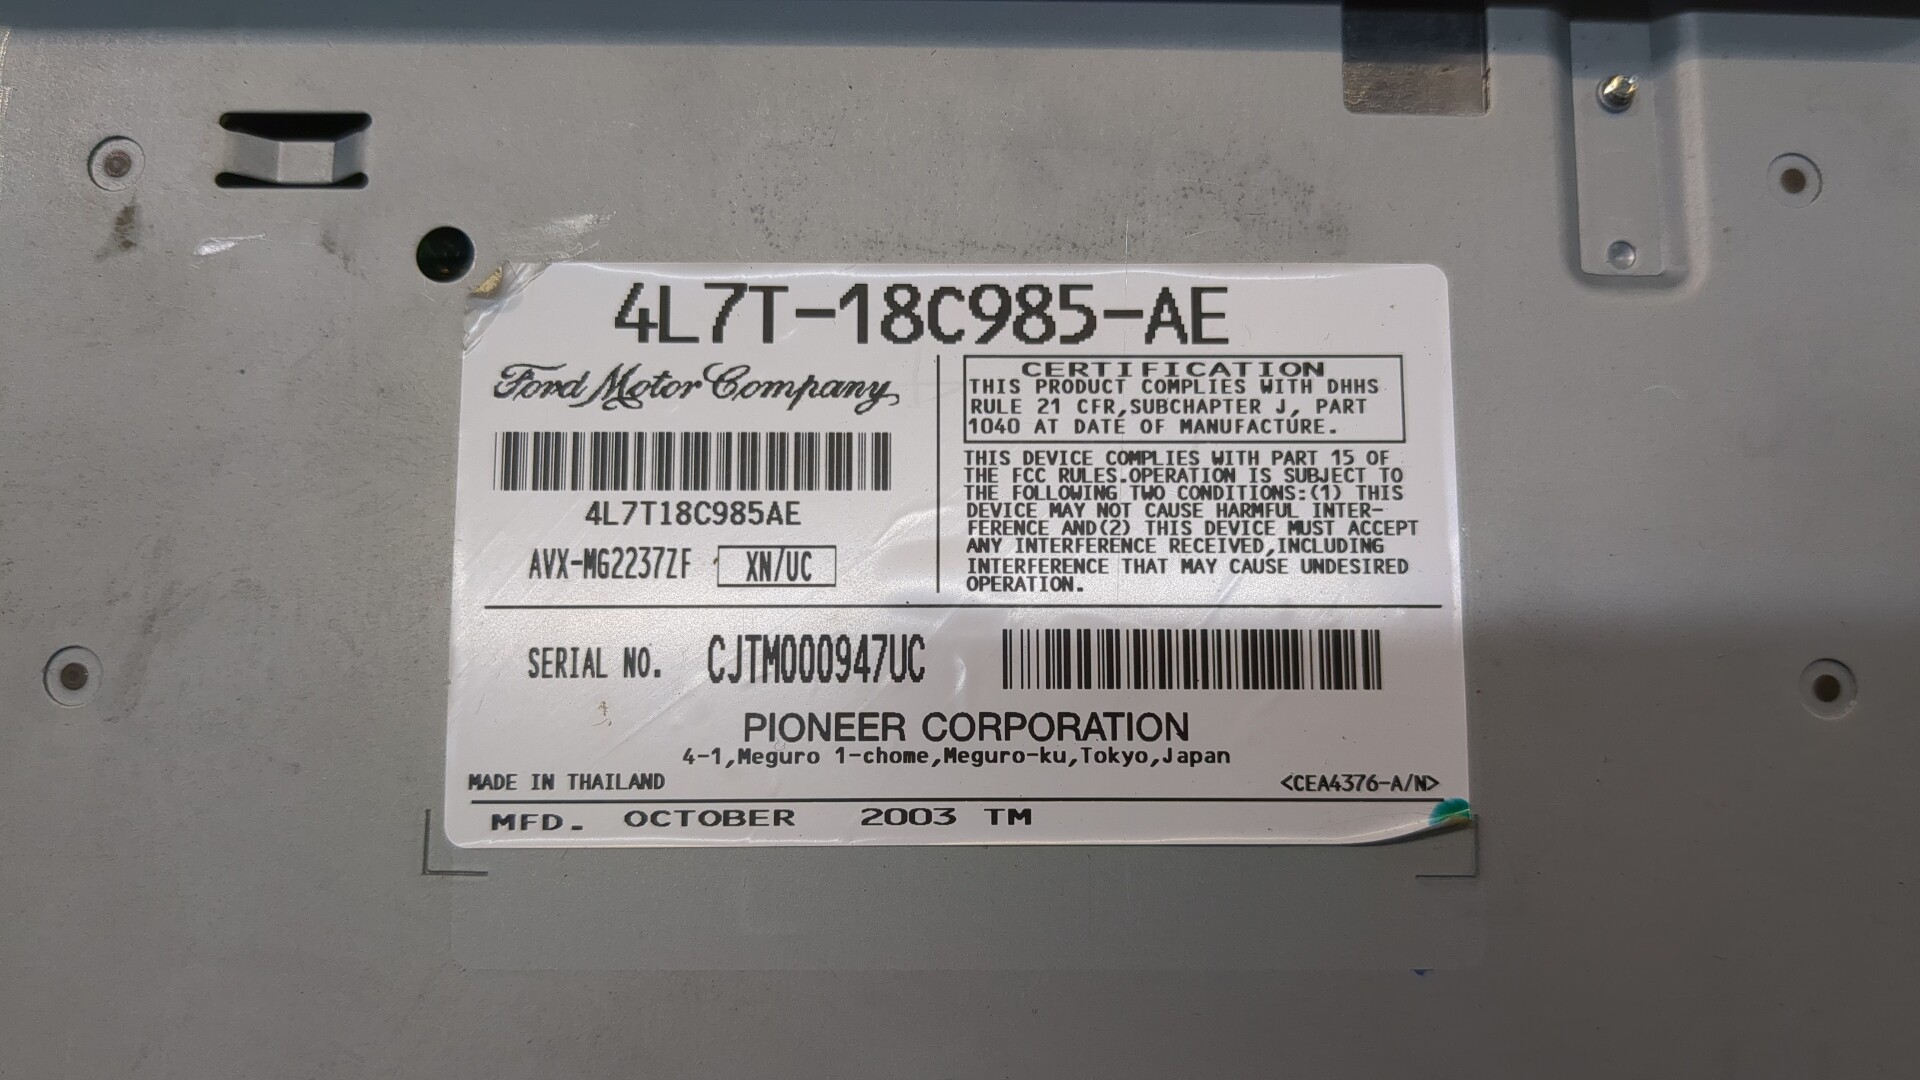 4L7T-18C985-AE
Ford Motor Company
4L7T18C985AE
AVX-MG2237ZF XN/UC
CERTIFICATION
THIS PRODUCT COMPLIES WITH DHHS
RULE 21 CFR,SUBCHAPTER J, PART
1040 AT DATE OF MANUFACTURE.
THIS DEVICE COMPLIES WITH PART 15 OF
THE FCC RULES.OPERATION IS SUBJECT TO
THE FOLLOWING TWO CONDITIONS:(1) THIS
DEVICE MAY NOT CAUSE HARMFUL INTER-
FERENCE AND(2) THIS DEVICE MUST ACCEPT
ANY INTERFERENCE RECEIVED,INCLUDING
INTERFERENCE THAT MAY CAUSE UNDESIRED
OPERATION.
SERIAL NO. CJTM000947UC
PIONEER CORPORATION
4-1,Meguro 1-chome,Meguro-ku,Tokyo,Japan
MADE IN THAILAND <CEA4376-A/N>
MFD. OCTOBER 2003 TM